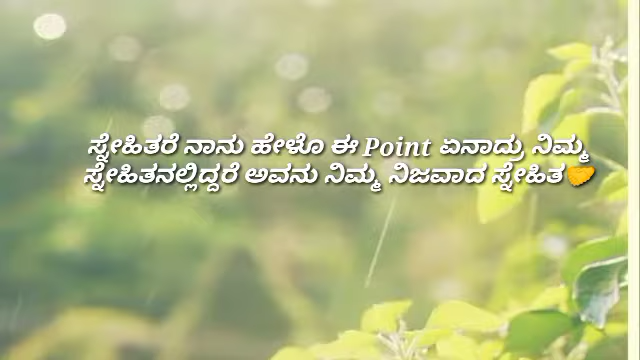 ಸ್ನೇಹಿತರೆ ನಾನು ಹೇಳೊ ಈ Point ಏನಾದ್ರು ನಿಮ್ಮ
ಸ್ನೇಹಿತನಲ್ಲಿದ್ದರೆ ಅವನು ನಿಮ್ಮ ನಿಜವಾದ ಸ್ನೇಹಿತ🤝